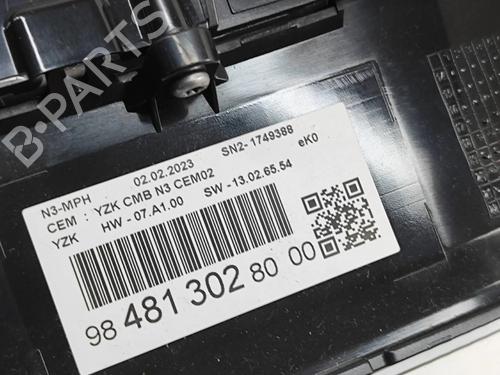 B-PARTS
N3-MPH 02.02.2023 SN2-1749388
CEM : YZK CMB N3 CEM02 eK0
YZK HW - 07.A1.00 SW -13.02.65.54
98 481 302 80 00